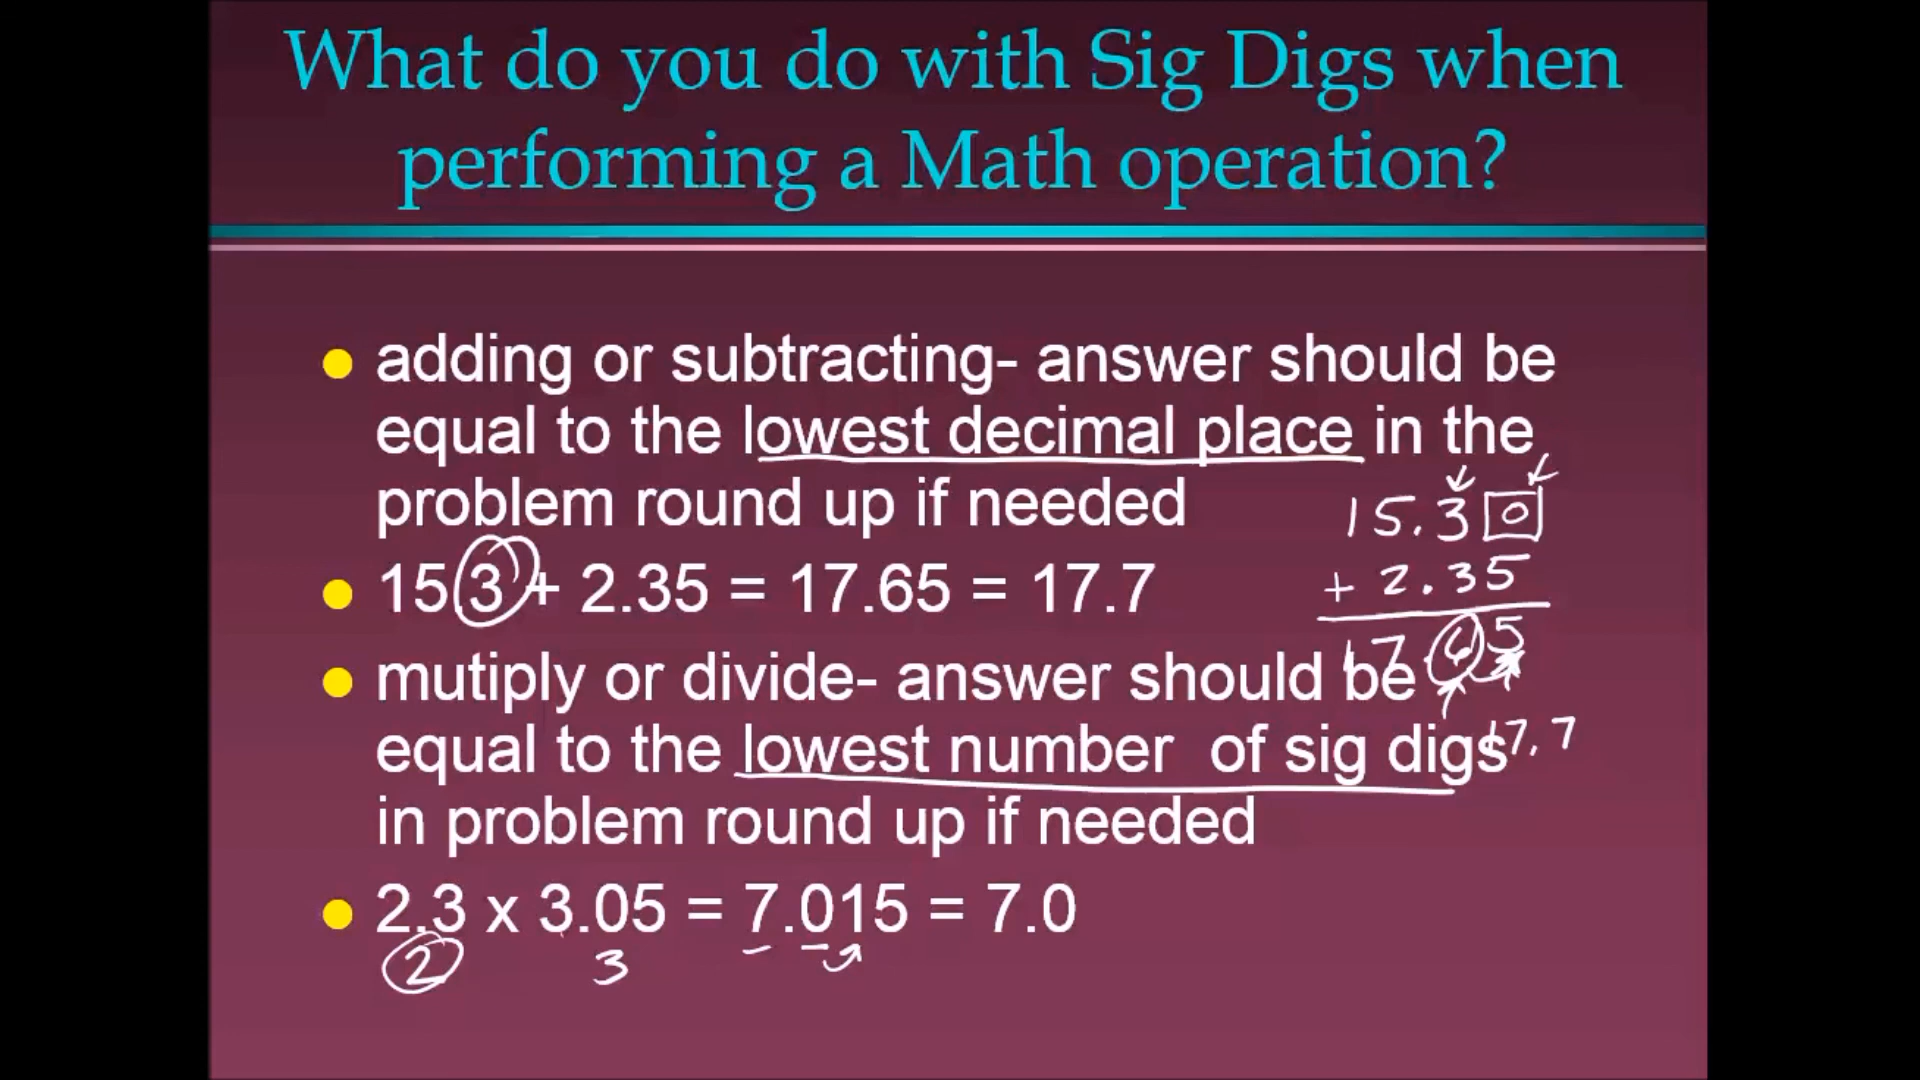 What do you do with Sig Digs when
performing a Math operation?
adding or subtracting- answer should be
equal to the lowest decimal place in the
problem round up if needed
15.3 + 2.35 = 17.65 = 17.7
15.30
+ 2.35
17.65
17.7
mutiply or divide- answer should be
equal to the lowest number of sig digs
in problem round up if needed
2.3 x 3.05 = 7.015 = 7.0
2 3